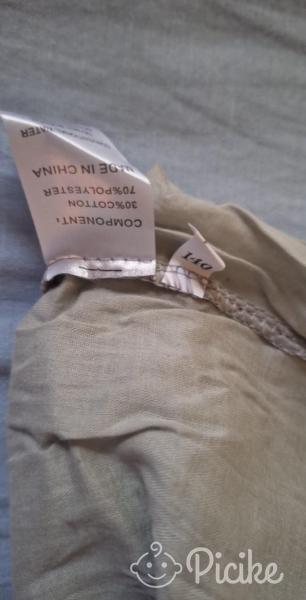 COMPONENT:
30%COTTON
70%POLYESTER
MADE IN CHINA
140
Picike